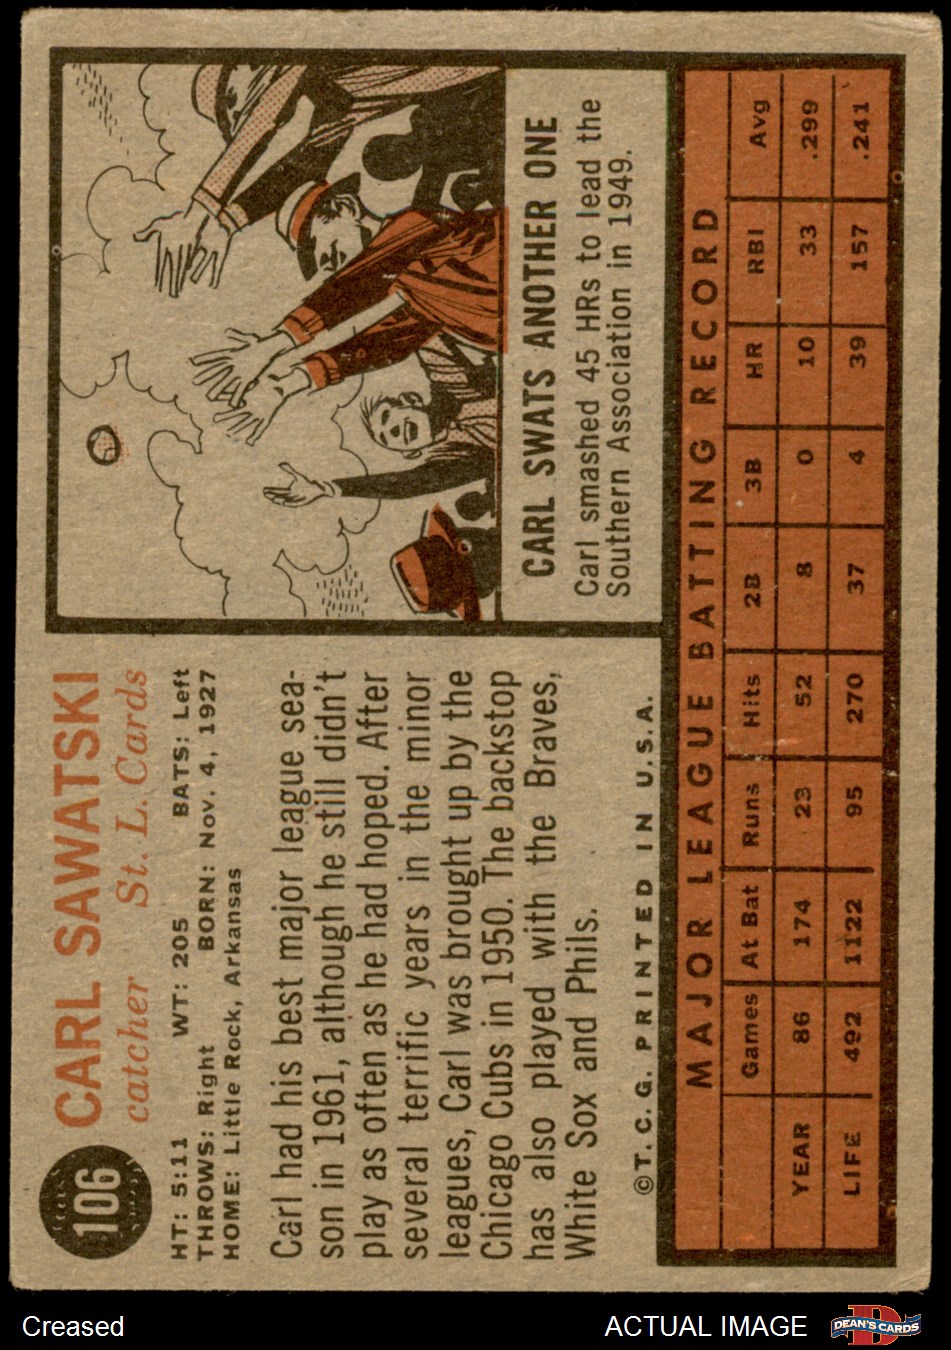 106
CARL SAWATSKI
catcher St. L. Cards
HT: 5:11 WT: 205 BATS: Left
THROWS: Right BORN: Nov. 4, 1927
HOME: Little Rock, Arkansas
Carl had his best major league sea-
son in 1961, although he still didn't
play as often as he had hoped. After
several terrific years in the minor
leagues, Carl was brought up by the
Chicago Cubs in 1950. The backstop
has also played with the Braves,
White Sox and Phils.
©T. C. G. PRINTED IN U.S.A.
CARL SWATS ANOTHER ONE
Carl smashed 45 HRs to lead the
Southern Association in 1949.
MAJOR LEAGUE BATTING RECORD
Games At Bat Runs Hits 2B 3B HR RBI Avg
YEAR 86 174 23 52 8 0 10 33 .299
LIFE 492 1122 95 270 37 4 39 157 .241
Creased
ACTUAL IMAGE
DEAN'S CARDS